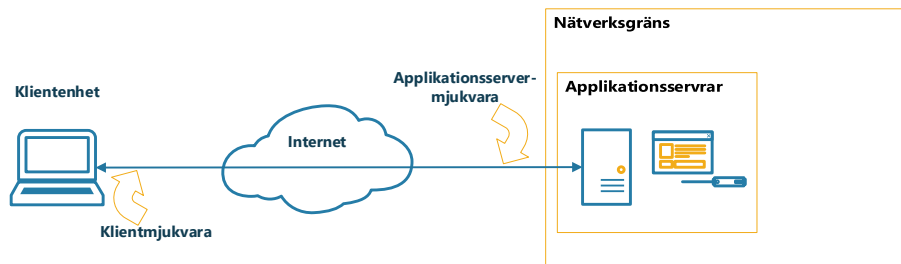 Nätverksgräns
Applikationsserver-
mjukvara
Applikationsservrar
Klientenhet
Internet
Klientmjukvara